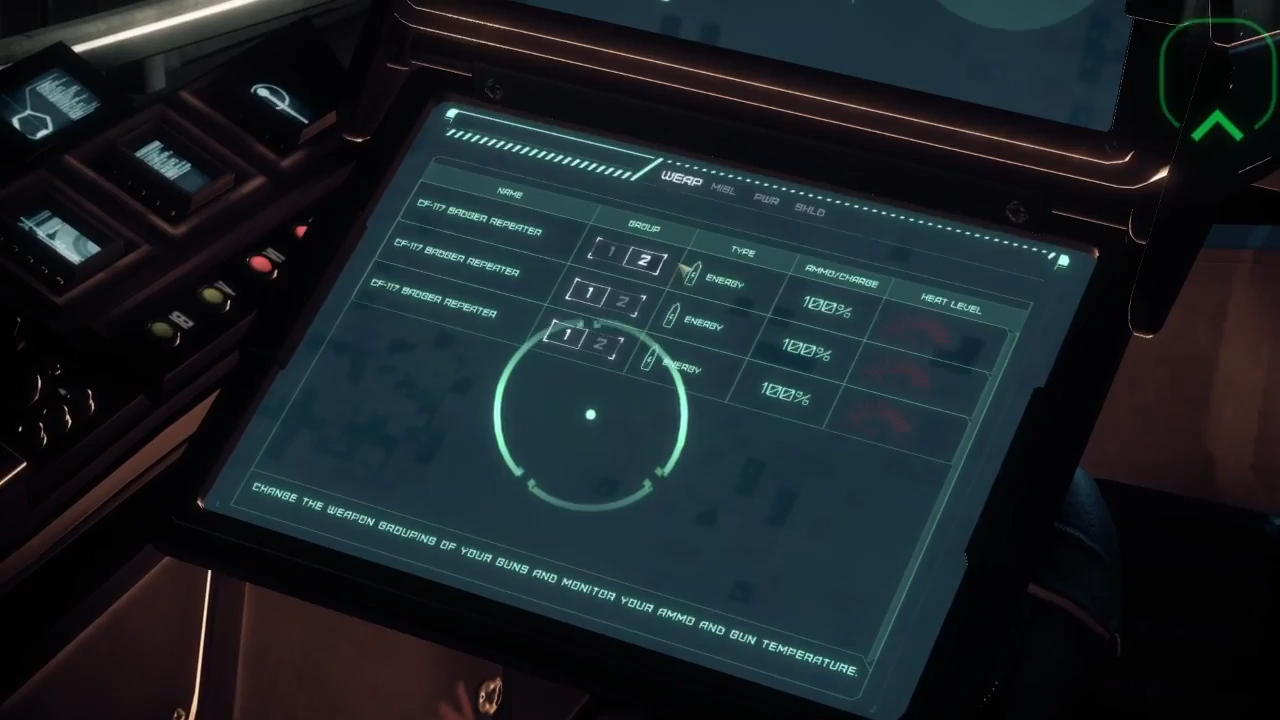 WEAP MISL PWR SHLD
NAME GROUP TYPE AMMO/CHARGE HEAT LEVEL
CF-117 BADGER REPEATER 1 2 ENERGY 100%
CF-117 BADGER REPEATER 1 2 ENERGY 100%
CF-117 BADGER REPEATER 1 2 ENERGY 100%
CHANGE THE WEAPON GROUPING OF YOUR GUNS AND MONITOR YOUR AMMO AND GUN TEMPERATURE.